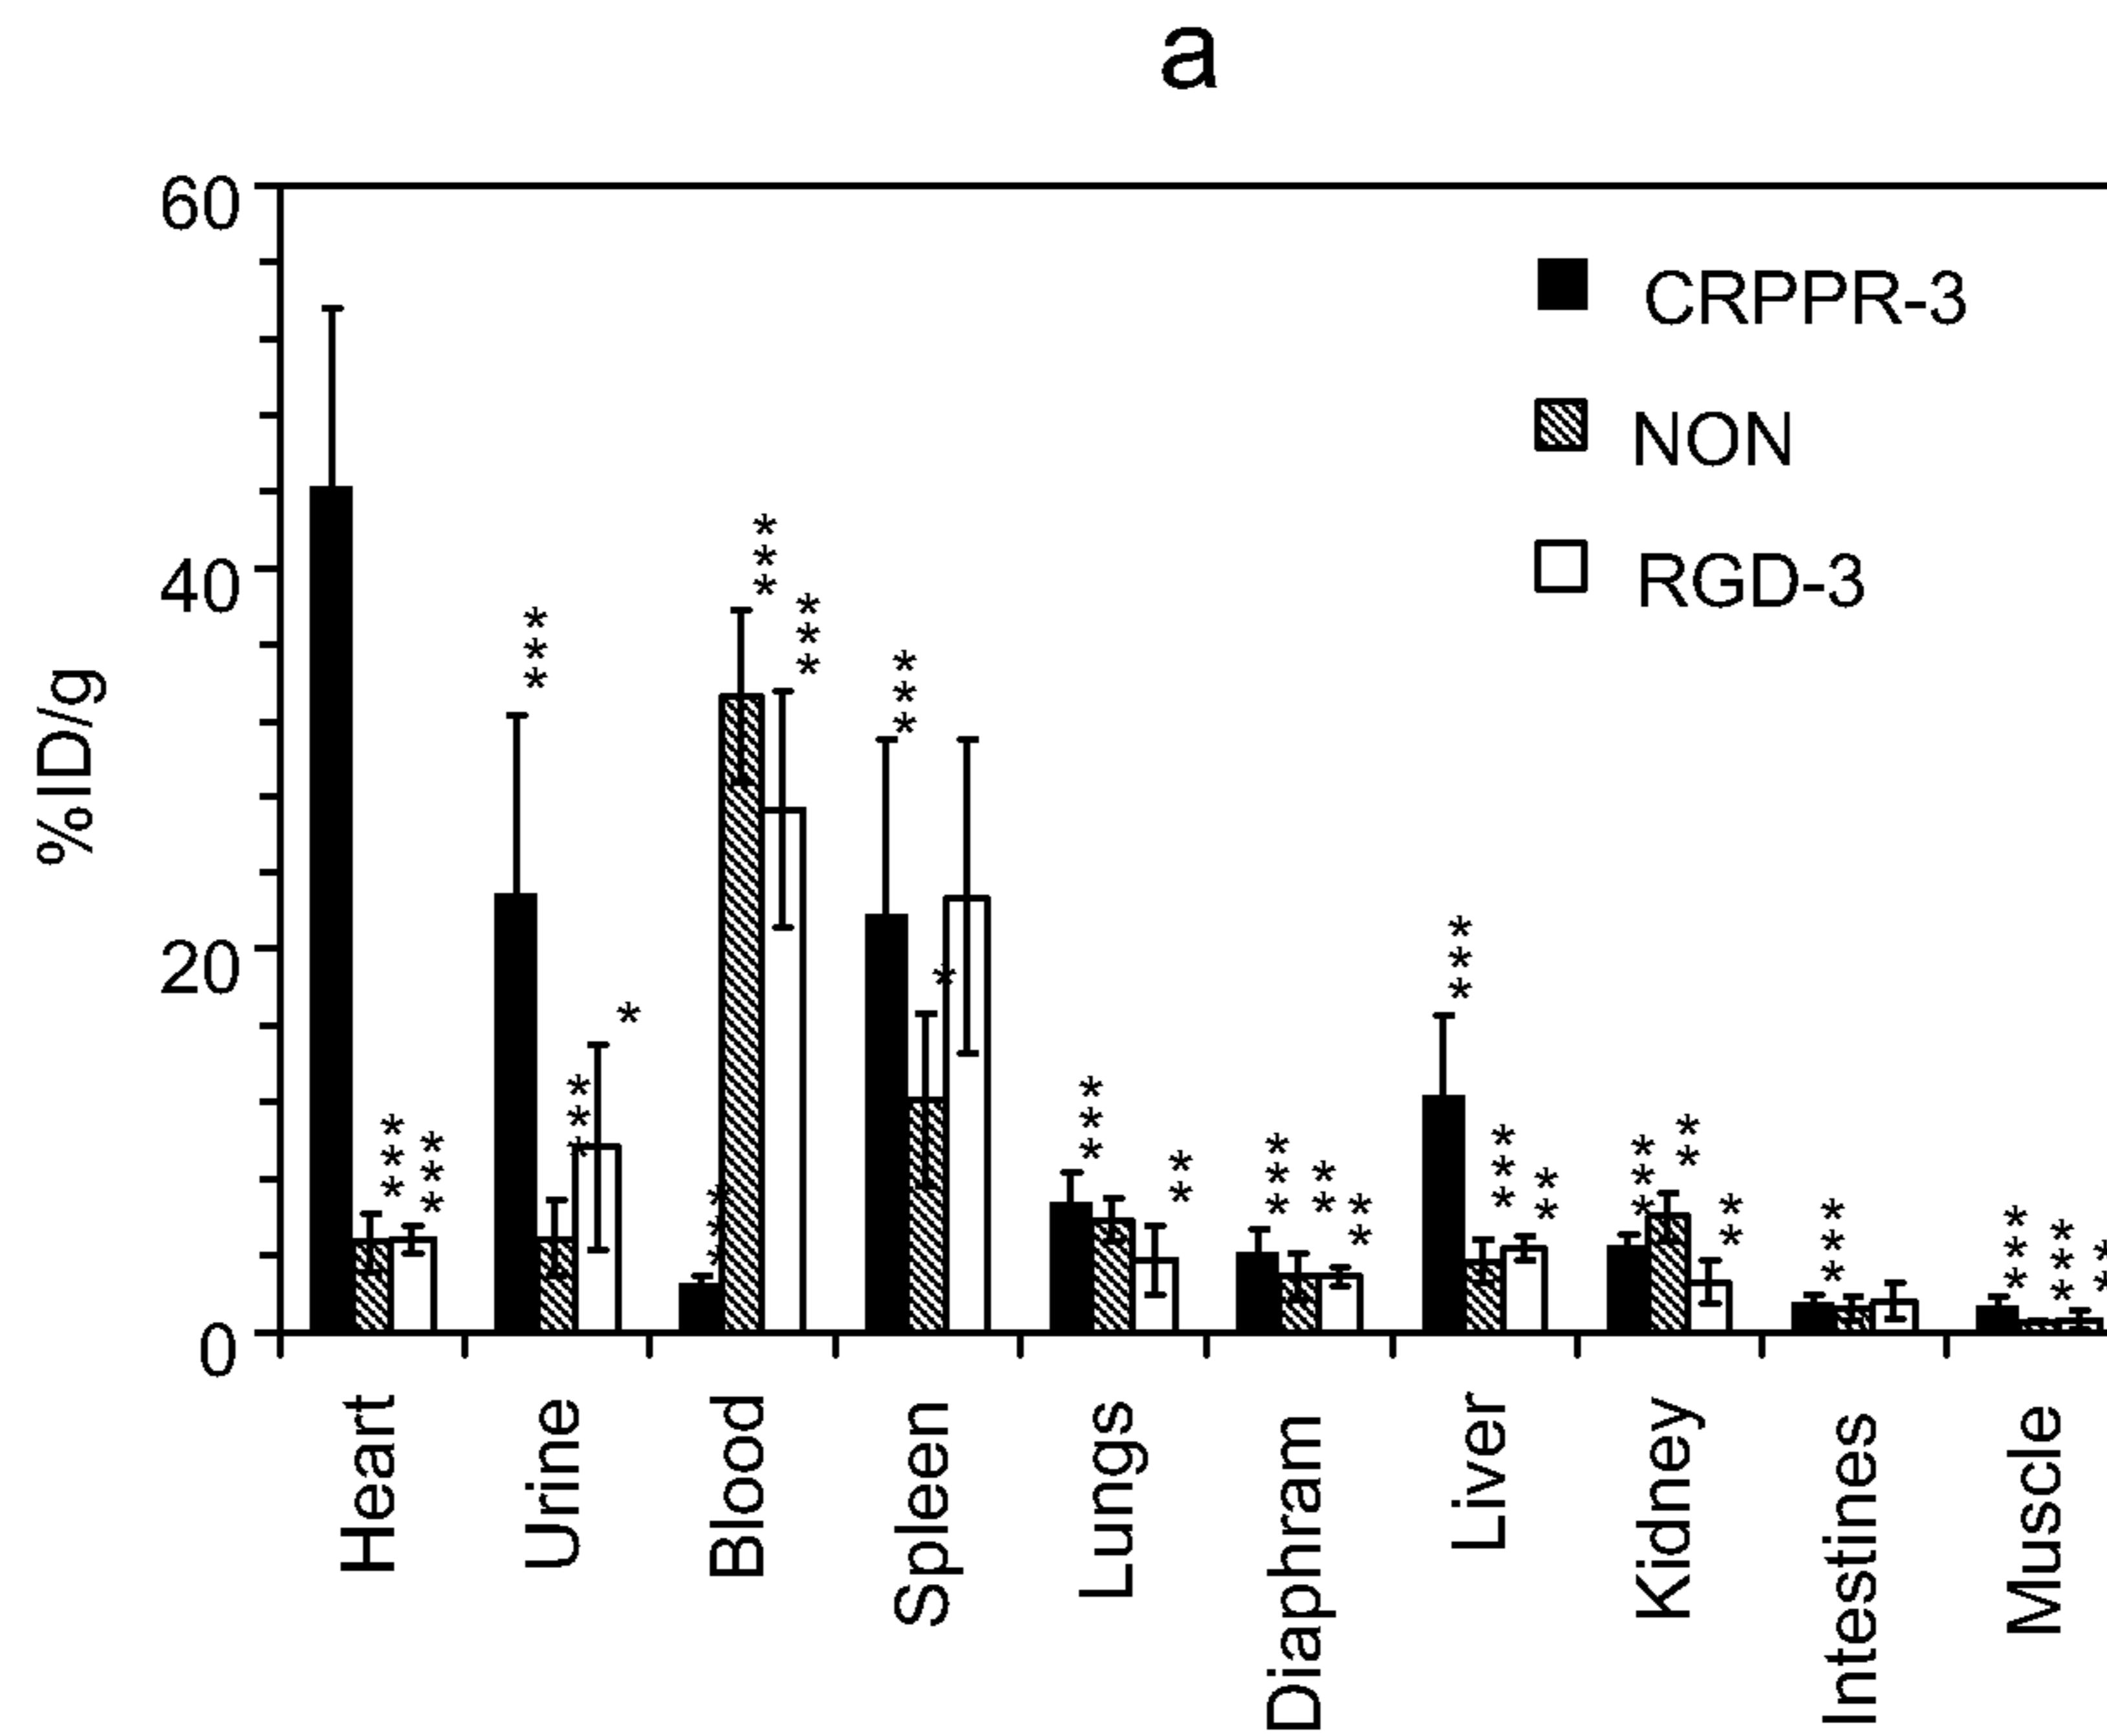 a
60
40
20
0
%ID/g
CRPPR-3
NON
RGD-3
***
***
***
***
*
***
***
***
***
*
***
**
***
**
**
***
***
**
***
**
**
***
***
***
Heart
Urine
Blood
Spleen
Lungs
Diaphram
Liver
Kidney
Intestines
Muscle